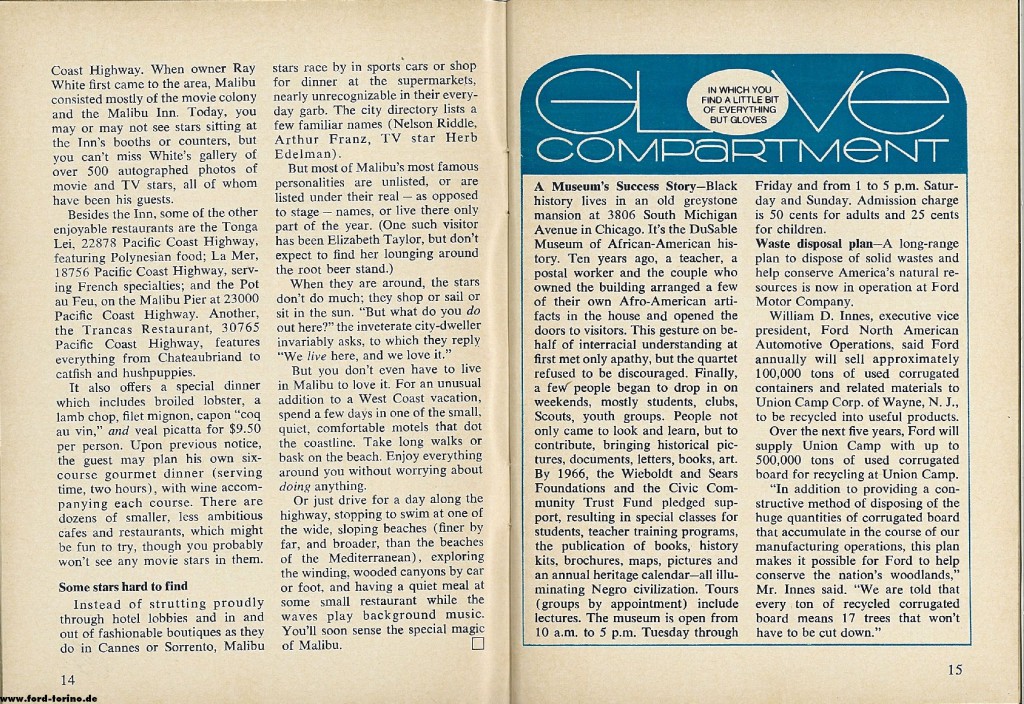 Coast Highway. When owner Ray
White first came to the area, Malibu
consisted mostly of the movie colony
and the Malibu Inn. Today, you
may or may not see stars sitting at
the Inn's booths or counters, but
you can't miss White's gallery of
over 500 autographed photos of
movie and TV stars, all of whom
have been his guests.
Besides the Inn, some of the other
enjoyable restaurants are the Tonga
Lei, 22878 Pacific Coast Highway,
featuring Polynesian food; La Mer,
18756 Pacific Coast Highway, serv-
ing French specialties; and the Pot
au Feu, on the Malibu Pier at 23000
Pacific Coast Highway. Another,
the Trancas Restaurant, 30765
Pacific Coast Highway, features
everything from Chateaubriand to
catfish and hushpuppies.
It also offers a special dinner
which includes broiled lobster, a
lamb chop, filet mignon, capon "coq
au vin," and veal picatta for $9.50
per person. Upon previous notice,
the guest may plan his own six-
course gourmet dinner (serving
time, two hours), with wine accom-
panying each course. There are
dozens of smaller, less ambitious
cafes and restaurants, which might
be fun to try, though you probably
won't see any movie stars in them.
Some stars hard to find
Instead of strutting proudly
through hotel lobbies and in and
out of fashionable boutiques as they
do in Cannes or Sorrento, Malibu
stars race by in sports cars or shop
for dinner at the supermarkets,
nearly unrecognizable in their every-
day garb. The city directory lists a
few familiar names (Nelson Riddle,
Arthur Franz, TV star Herb
Edelman).
But most of Malibu's most famous
personalities are unlisted, or are
listed under their real — as opposed
to stage — names, or live there only
part of the year. (One such visitor
has been Elizabeth Taylor, but don't
expect to find her lounging around
the root beer stand.)
When they are around, the stars
don't do much; they shop or sail or
sit in the sun. "But what do you do
out here?" the inveterate city-dweller
invariably asks, to which they reply
"We live here, and we love it."
But you don't even have to live
in Malibu to love it. For an unusual
addition to a West Coast vacation,
spend a few days in one of the small,
quiet, comfortable motels that dot
the coastline. Take long walks or
bask on the beach. Enjoy everything
around you without worrying about
doing anything.
Or just drive for a day along the
highway, stopping to swim at one of
the wide, sloping beaches (finer by
far, and broader, than the beaches
of the Mediterranean), exploring
the winding, wooded canyons by car
or foot, and having a quiet meal at
some small restaurant while the
waves play background music.
You'll soon sense the special magic
of Malibu.
14
GLOVE
COMPARTMENT
IN WHICH YOU
FIND A LITTLE BIT
OF EVERYTHING
BUT GLOVES
A Museum's Success Story—Black
history lives in an old greystone
mansion at 3806 South Michigan
Avenue in Chicago. It's the DuSable
Museum of African-American his-
tory. Ten years ago, a teacher, a
postal worker and the couple who
owned the building arranged a few
of their own Afro-American arti-
facts in the house and opened the
doors to visitors. This gesture on be-
half of interracial understanding at
first met only apathy, but the quartet
refused to be discouraged. Finally,
a few people began to drop in on
weekends, mostly students, clubs,
Scouts, youth groups. People not
only came to look and learn, but to
contribute, bringing historical pic-
tures, documents, letters, books, art.
By 1966, the Wieboldt and Sears
Foundations and the Civic Com-
munity Trust Fund pledged sup-
port, resulting in special classes for
students, teacher training programs,
the publication of books, history
kits, brochures, maps, pictures and
an annual heritage calendar—all illu-
minating Negro civilization. Tours
(groups by appointment) include
lectures. The museum is open from
10 a.m. to 5 p.m. Tuesday through
Friday and from 1 to 5 p.m. Satur-
day and Sunday. Admission charge
is 50 cents for adults and 25 cents
for children.
Waste disposal plan—A long-range
plan to dispose of solid wastes and
help conserve America's natural re-
sources is now in operation at Ford
Motor Company.
William D. Innes, executive vice
president, Ford North American
Automotive Operations, said Ford
annually will sell approximately
100,000 tons of used corrugated
containers and related materials to
Union Camp Corp. of Wayne, N. J.,
to be recycled into useful products.
Over the next five years, Ford will
supply Union Camp with up to
500,000 tons of used corrugated
board for recycling at Union Camp.
"In addition to providing a con-
structive method of disposing of the
huge quantities of corrugated board
that accumulate in the course of our
manufacturing operations, this plan
makes it possible for Ford to help
conserve the nation's woodlands,"
Mr. Innes said. "We are told that
every ton of recycled corrugated
board means 17 trees that won't
have to be cut down."
15
www.ford-torino.de